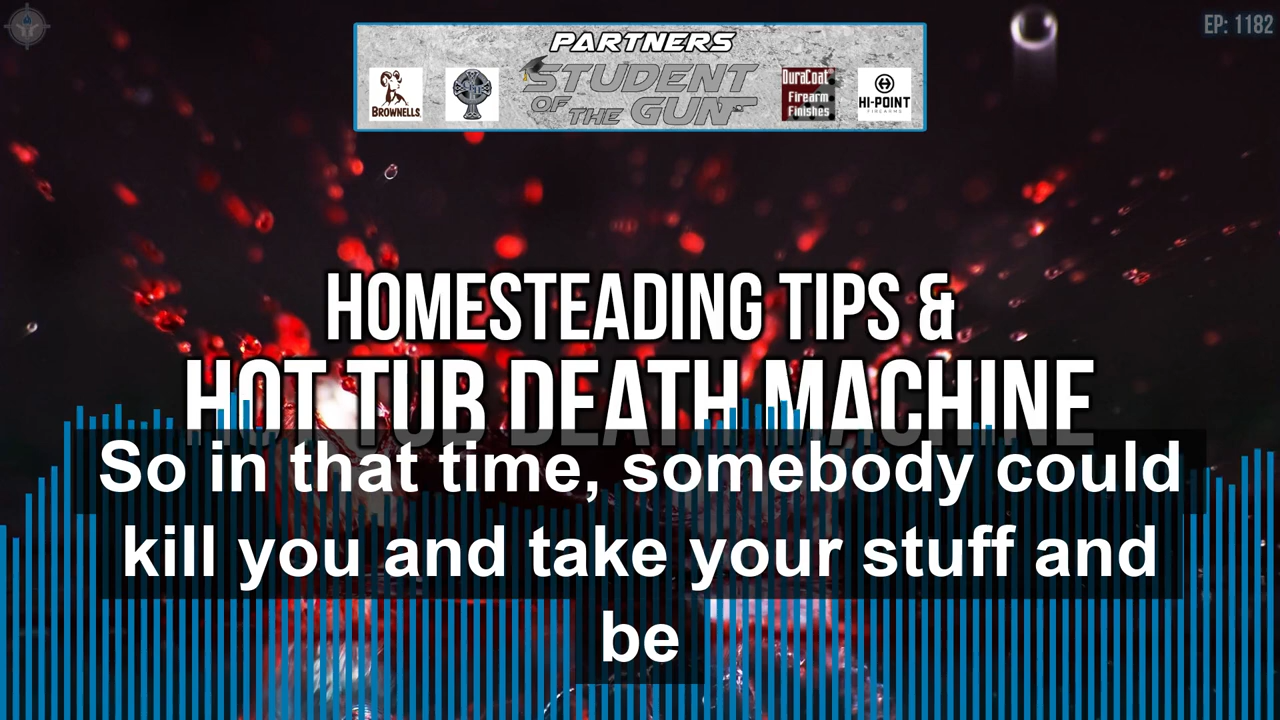 EP: 1182
PARTNERS
STUDENT
OF THE GUN
BROWNELLS
DuraCoat
Firearm
Finishes
HI-POINT
FIREARMS
HOMESTEADING TIPS &
HOT TUB DEATH MACHINE
So in that time, somebody could
kill you and take your stuff and
be